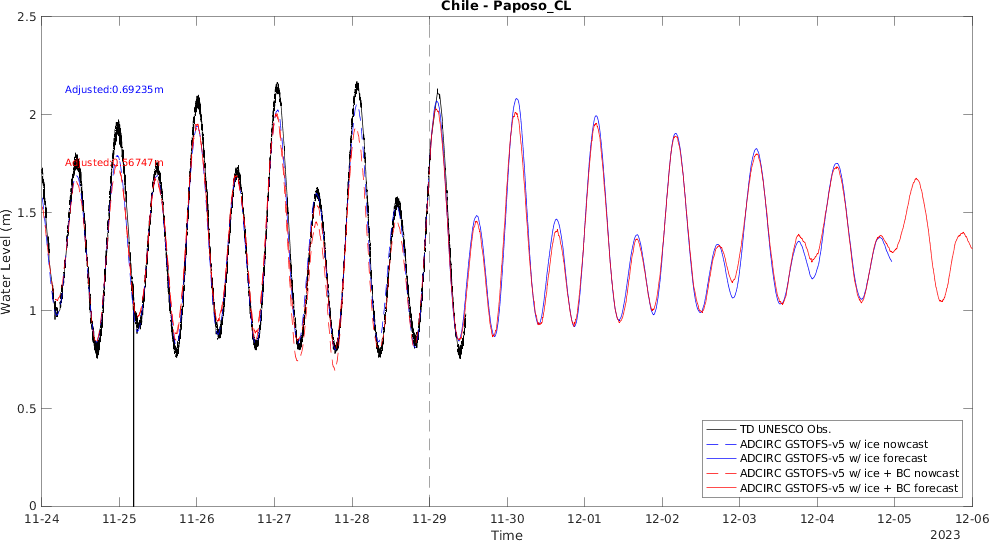 Chile - Paposo_CL
2.5
Adjusted:0.69235m
2
Adjusted:0.56747m
1.5
Water Level (m)
1
0.5
TD UNESCO Obs.
ADCIRC GSTOFS-v5 w/ ice nowcast
ADCIRC GSTOFS-v5 w/ ice forecast
ADCIRC GSTOFS-v5 w/ ice + BC nowcast
ADCIRC GSTOFS-v5 w/ ice + BC forecast
0
11-24 11-25 11-26 11-27 11-28 11-29 11-30 12-01 12-02 12-03 12-04 12-05 12-06
Time
2023